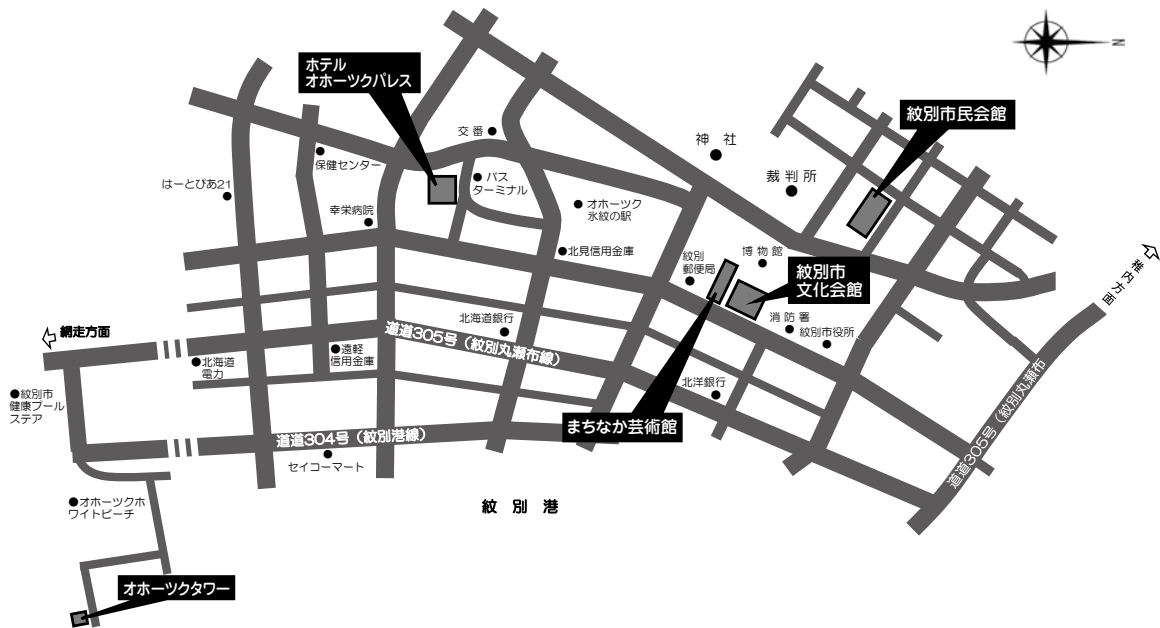 N
ホテル
オホーツクパレス
紋別市民会館
交番
神社
保健センター
はーとぴあ21
バス
ターミナル
裁判所
幸栄病院
オホーツク
氷紋の駅
北見信用金庫
紋別
郵便局
博物館
紋別市
文化会館
稚内方面
消防署
紋別市役所
北海道銀行
道道305号（紋別丸瀬布線）
網走方面
遠軽
信用金庫
北海道
電力
北洋銀行
道道305号（紋別丸瀬布
紋別市
健康プール
ステア
まちなか芸術館
道道304号（紋別港線）
セイコーマート
オホーツクホ
ワイトビーチ
紋別港
オホーツクタワー